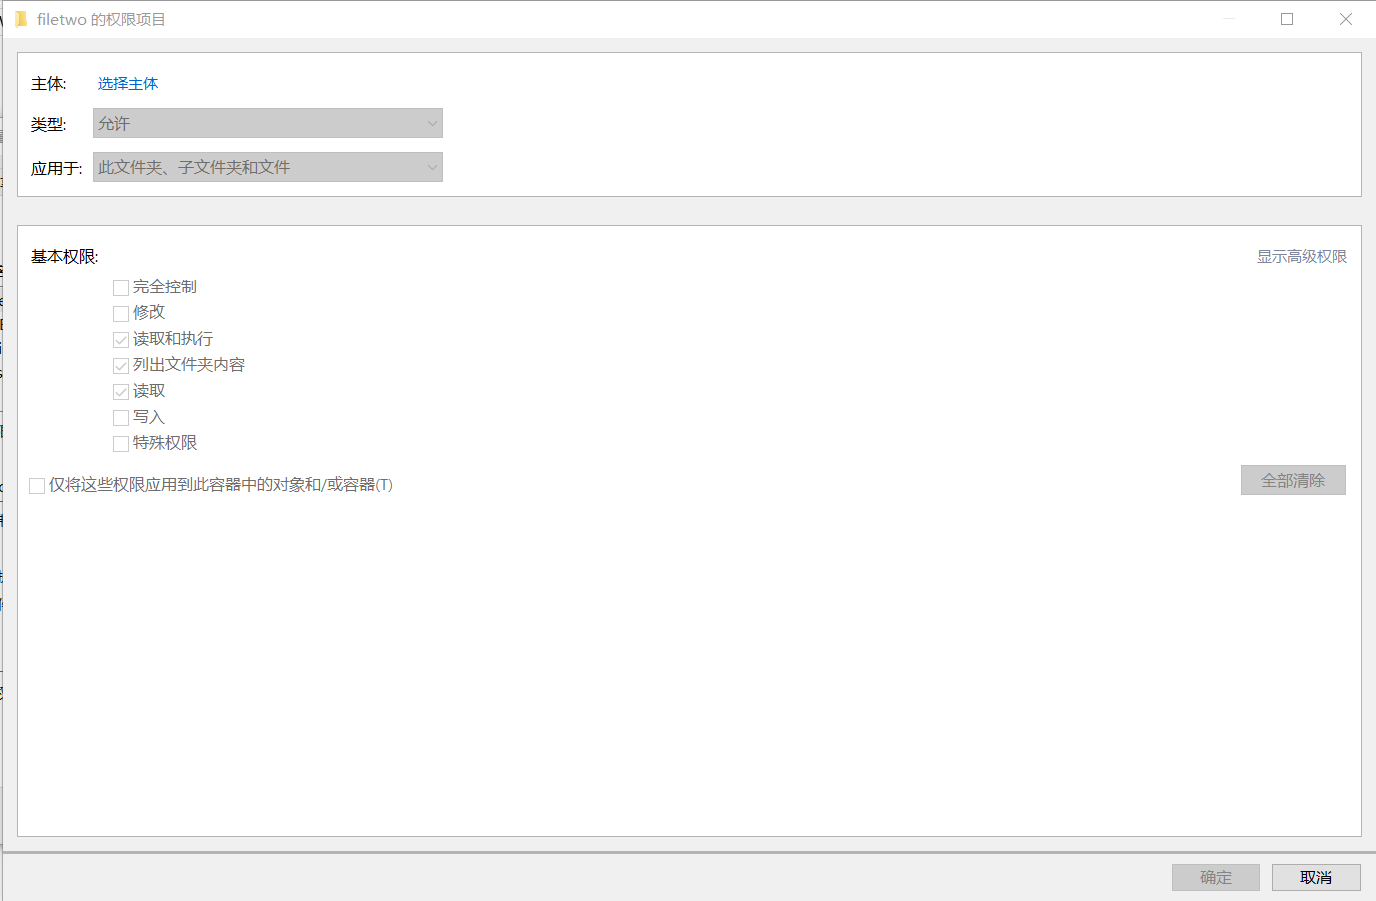 filetwo 的权限项目
主体: 选择主体
类型: 允许
应用于: 此文件夹、子文件夹和文件
基本权限: 显示高级权限
完全控制
修改
读取和执行
列出文件夹内容
读取
写入
特殊权限
仅将这些权限应用到此容器中的对象和/或容器(T) 全部清除
确定 取消